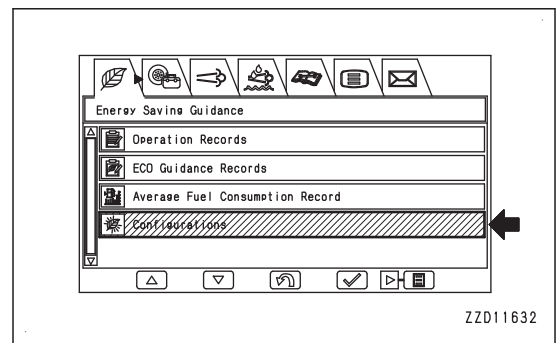 Energy Saving Guidance
Operation Records
ECO Guidance Records
Average Fuel Consumption Record
Configurations
ZZD11632